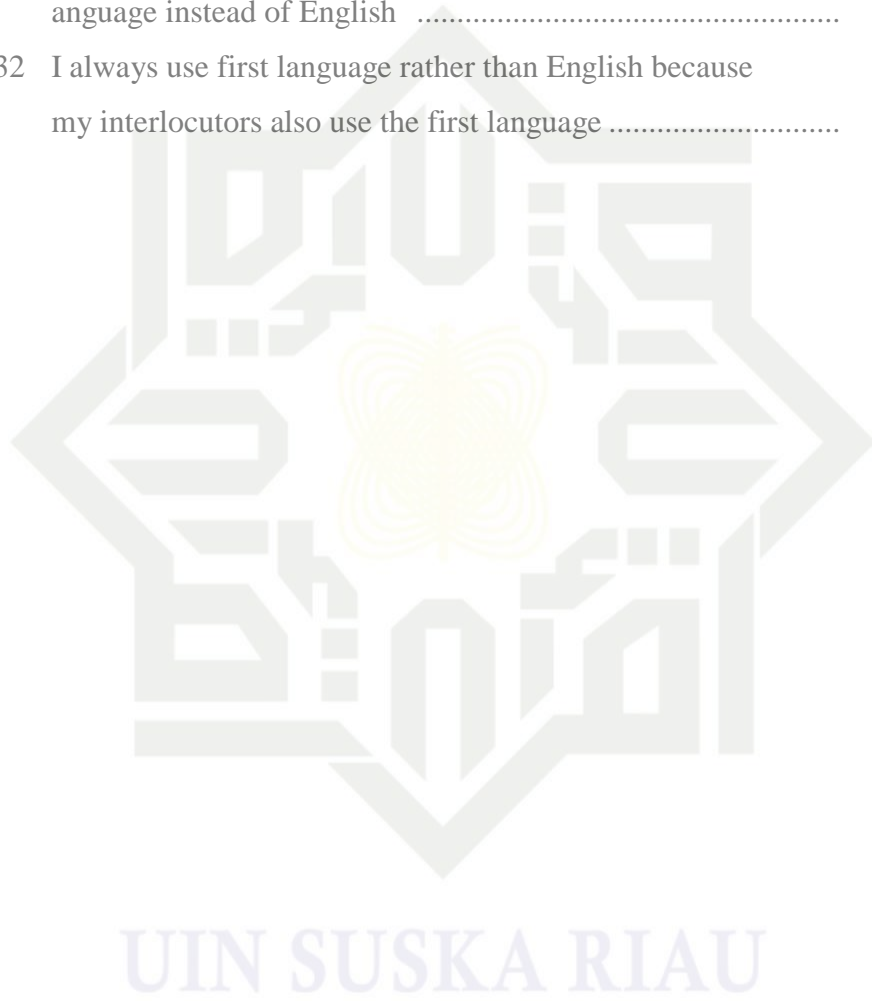 anguage instead of English ......................................................
32 I always use first language rather than English because
my interlocutors also use the first language .............................
UIN SUSKA RIAU